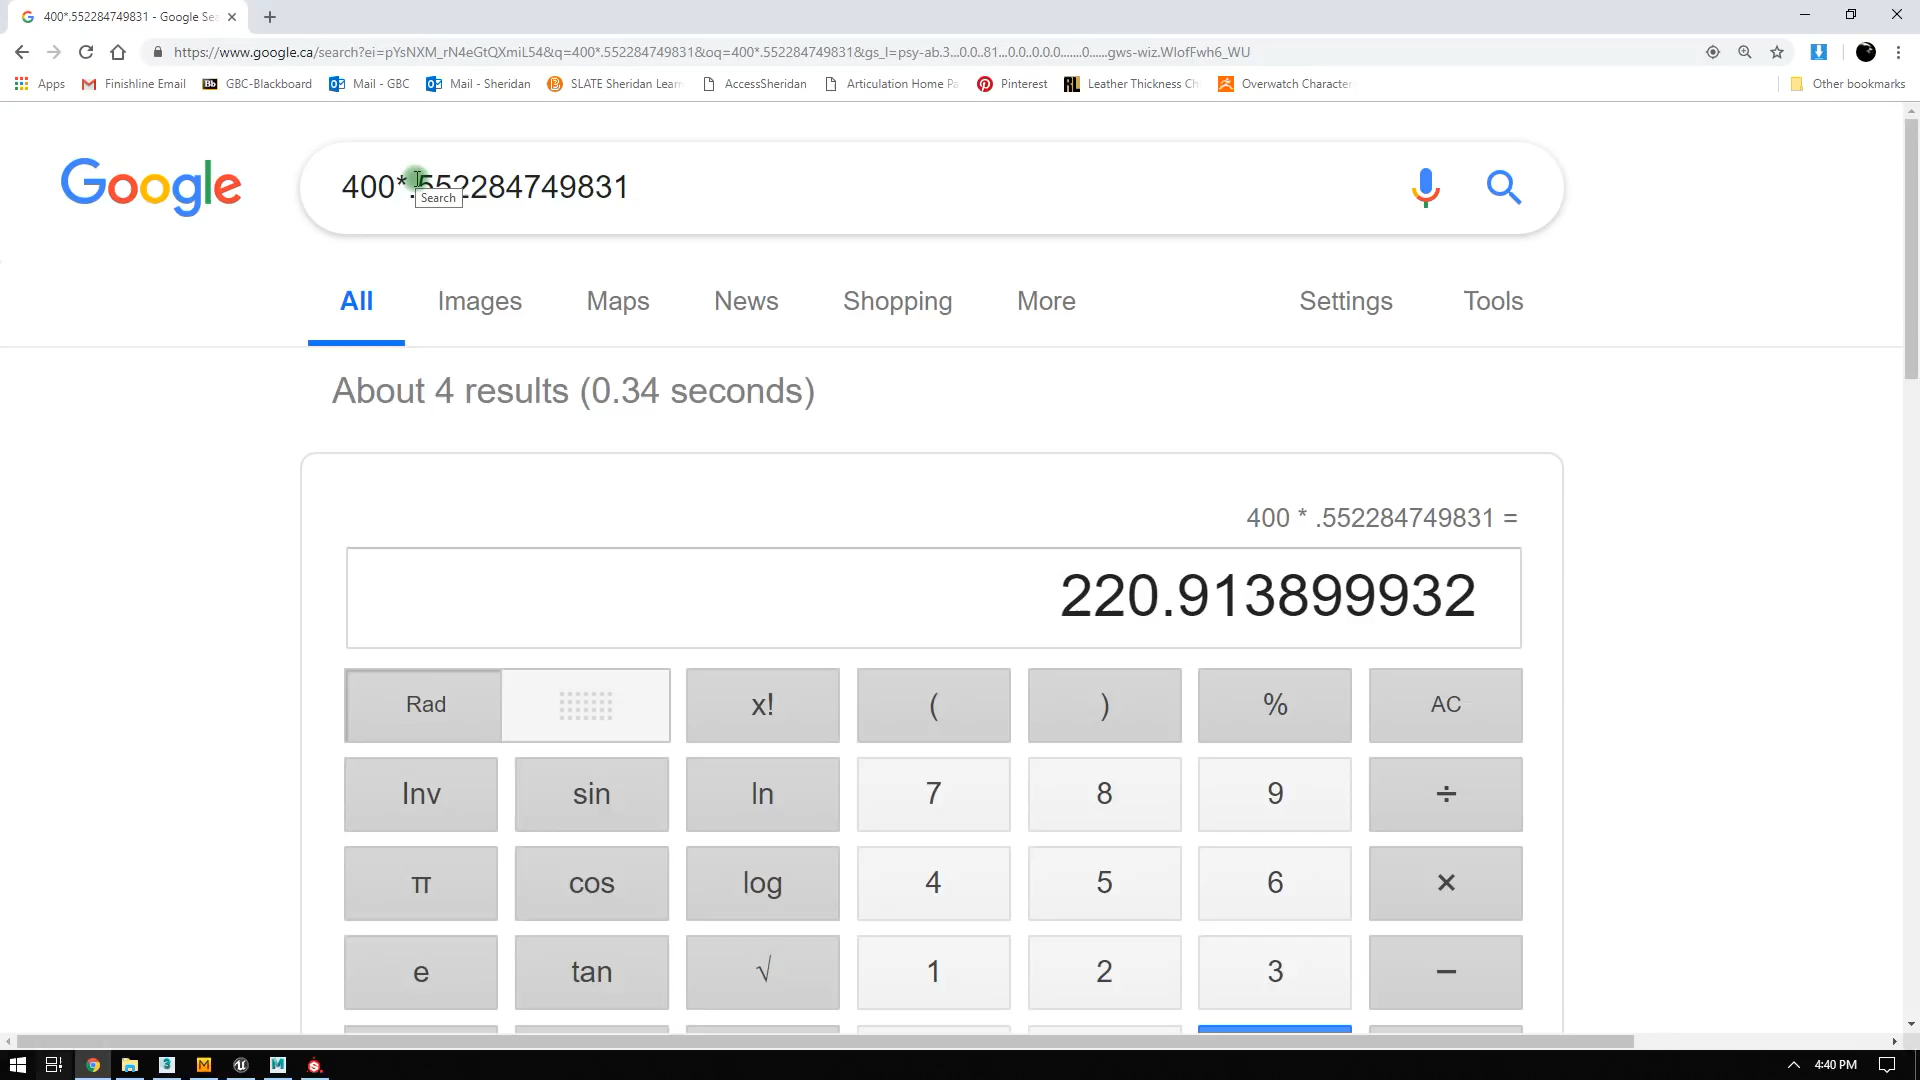 400*.552284749831 - Google Sea
https://www.google.ca/search?ei=pYsNXM_rN4eGtQXmiL54&q=400*.552284749831&oq=400*.552284749831&gs_l=psy-ab.3...0.0..81...0.0..0.0.0.......0......gws-wiz.WIofFwh6_WU
Apps Finishline Email Bb GBC-Blackboard Mail - GBC Mail - Sheridan SLATE Sheridan Learn AccessSheridan Articulation Home Pa Pinterest RL Leather Thickness Ch Overwatch Character Other bookmarks
Google 400*.552284749831
Search
All Images Maps News Shopping More Settings Tools
About 4 results (0.34 seconds)
400 * .552284749831 =
220.913899932
Rad x! ( ) % AC
Inv sin ln 7 8 9 ÷
π cos log 4 5 6 ×
e tan √ 1 2 3 −
4:40 PM